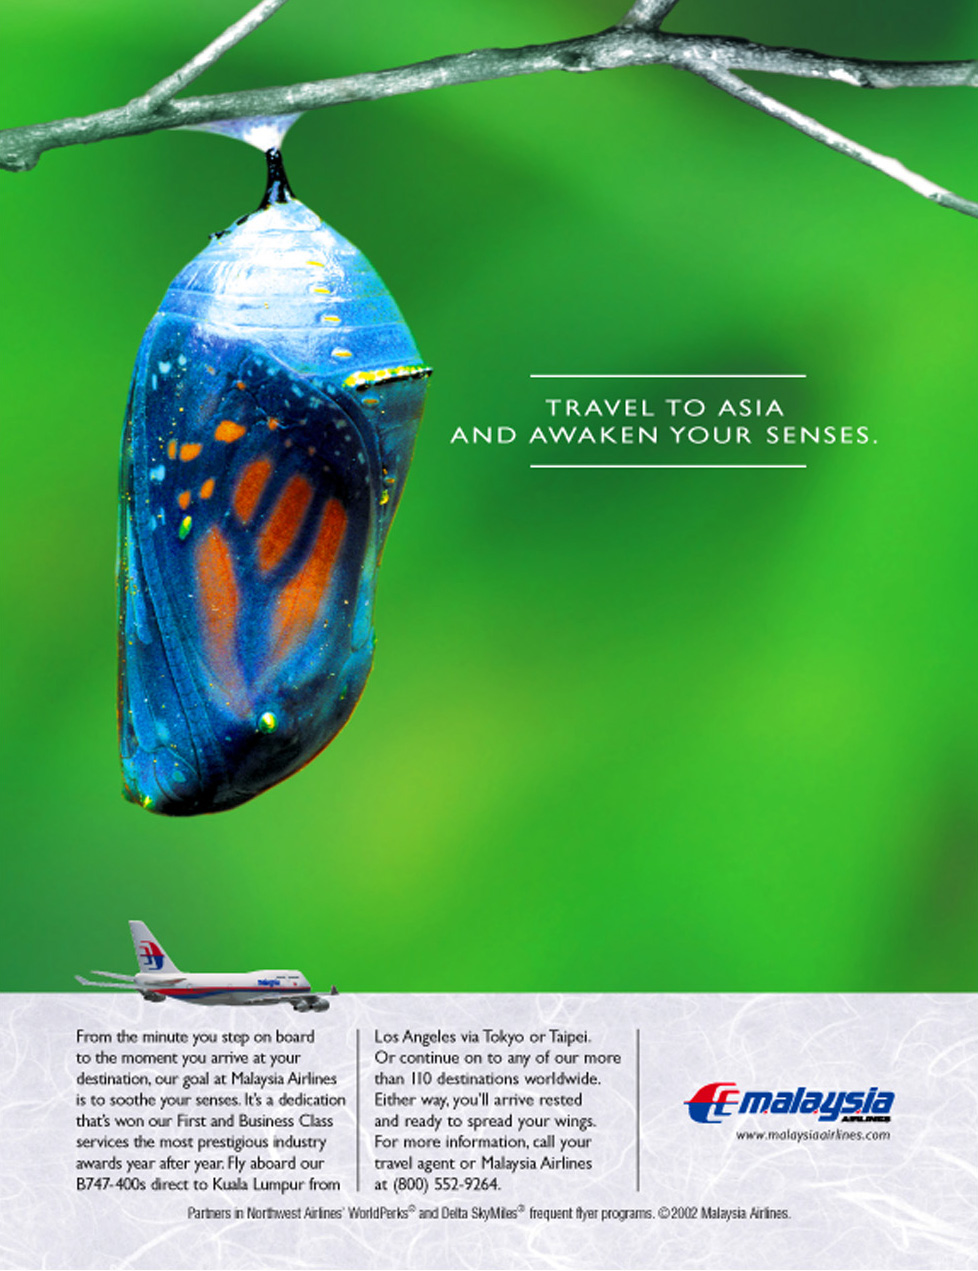 TRAVEL TO ASIA
AND AWAKEN YOUR SENSES.
malaysia
From the minute you step on board
to the moment you arrive at your
destination, our goal at Malaysia Airlines
is to soothe your senses. It's a dedication
that's won our First and Business Class
services the most prestigious industry
awards year after year. Fly aboard our
B747-400s direct to Kuala Lumpur from
Los Angeles via Tokyo or Taipei.
Or continue on to any of our more
than 110 destinations worldwide.
Either way, you'll arrive rested
and ready to spread your wings.
For more information, call your
travel agent or Malaysia Airlines
at (800) 552-9264.
malaysia
AIRLINES
www.malaysiaairlines.com
Partners in Northwest Airlines' WorldPerks© and Delta SkyMiles® frequent flyer programs. ©2002 Malaysia Airlines.